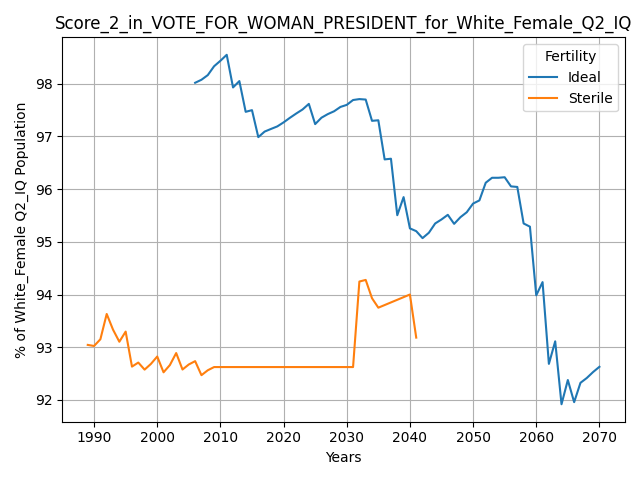 Score_2_in_VOTE_FOR_WOMAN_PRESIDENT_for_White_Female_Q2_IQ
Fertility
Ideal
Sterile
% of White_Female Q2_IQ Population
98
97
96
95
94
93
92
1990 2000 2010 2020 2030 2040 2050 2060 2070
Years